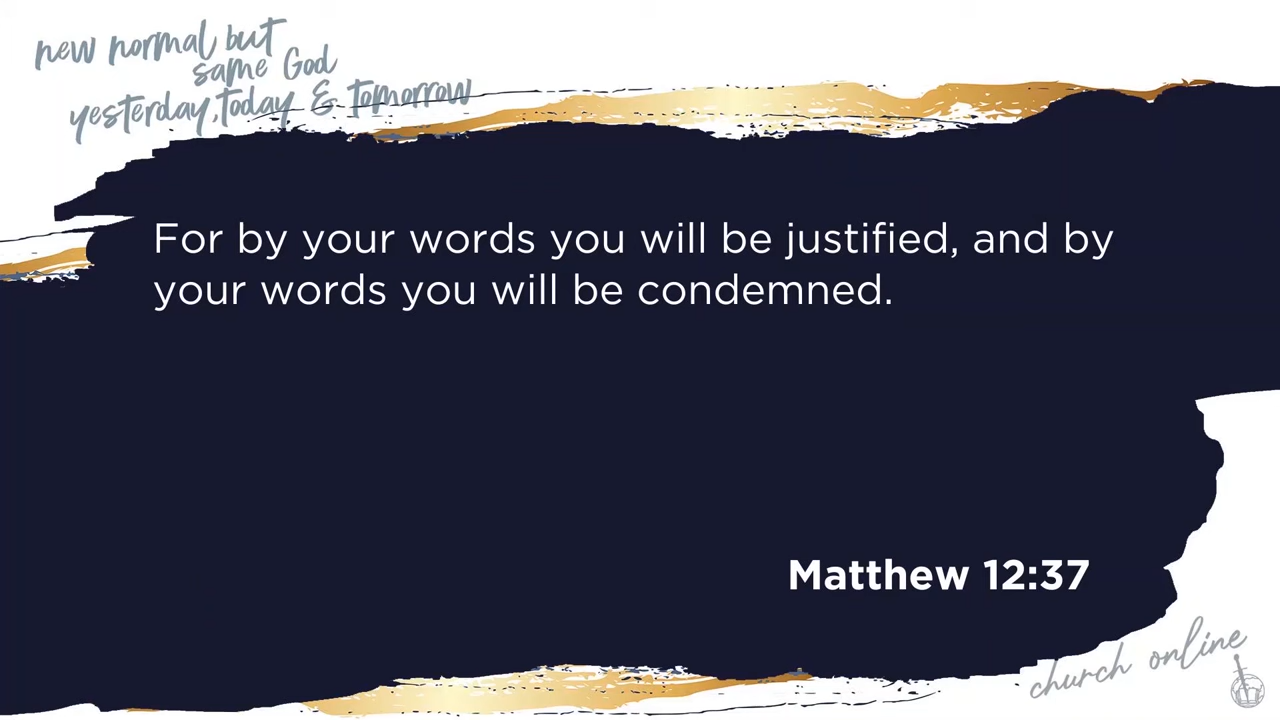 new normal but
same God
yesterday, today & tomorrow
For by your words you will be justified, and by
your words you will be condemned.
Matthew 12:37
church online